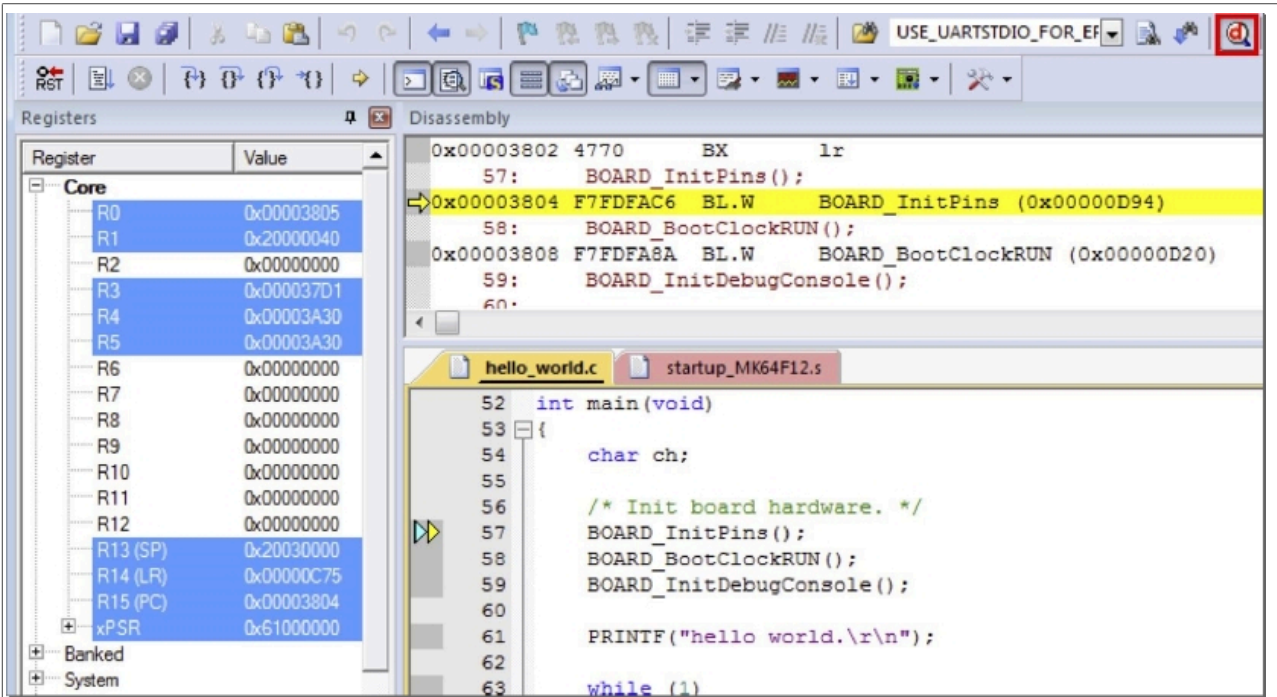 USE_UARTSTDIO_FOR_EF
RST
Registers
Register Value
Core
R0 0x00003805
R1 0x20000040
R2 0x00000000
R3 0x000037D1
R4 0x00003A30
R5 0x00003A30
R6 0x00000000
R7 0x00000000
R8 0x00000000
R9 0x00000000
R10 0x00000000
R11 0x00000000
R12 0x00000000
R13 (SP) 0x20030000
R14 (LR) 0x00000C75
R15 (PC) 0x00003804
xPSR 0x61000000
Banked
System
Disassembly
0x00003802 4770 BX lr
57: BOARD_InitPins();
0x00003804 F7FDFAC6 BL.W BOARD_InitPins (0x00000D94)
58: BOARD_BootClockRUN();
0x00003808 F7FDFA8A BL.W BOARD_BootClockRUN (0x00000D20)
59: BOARD_InitDebugConsole();
60:
hello_world.c startup_MK64F12.s
52 int main(void)
53 {
54 char ch;
55
56 /* Init board hardware. */
57 BOARD_InitPins();
58 BOARD_BootClockRUN();
59 BOARD_InitDebugConsole();
60
61 PRINTF("hello world.\r\n");
62
63 while (1)